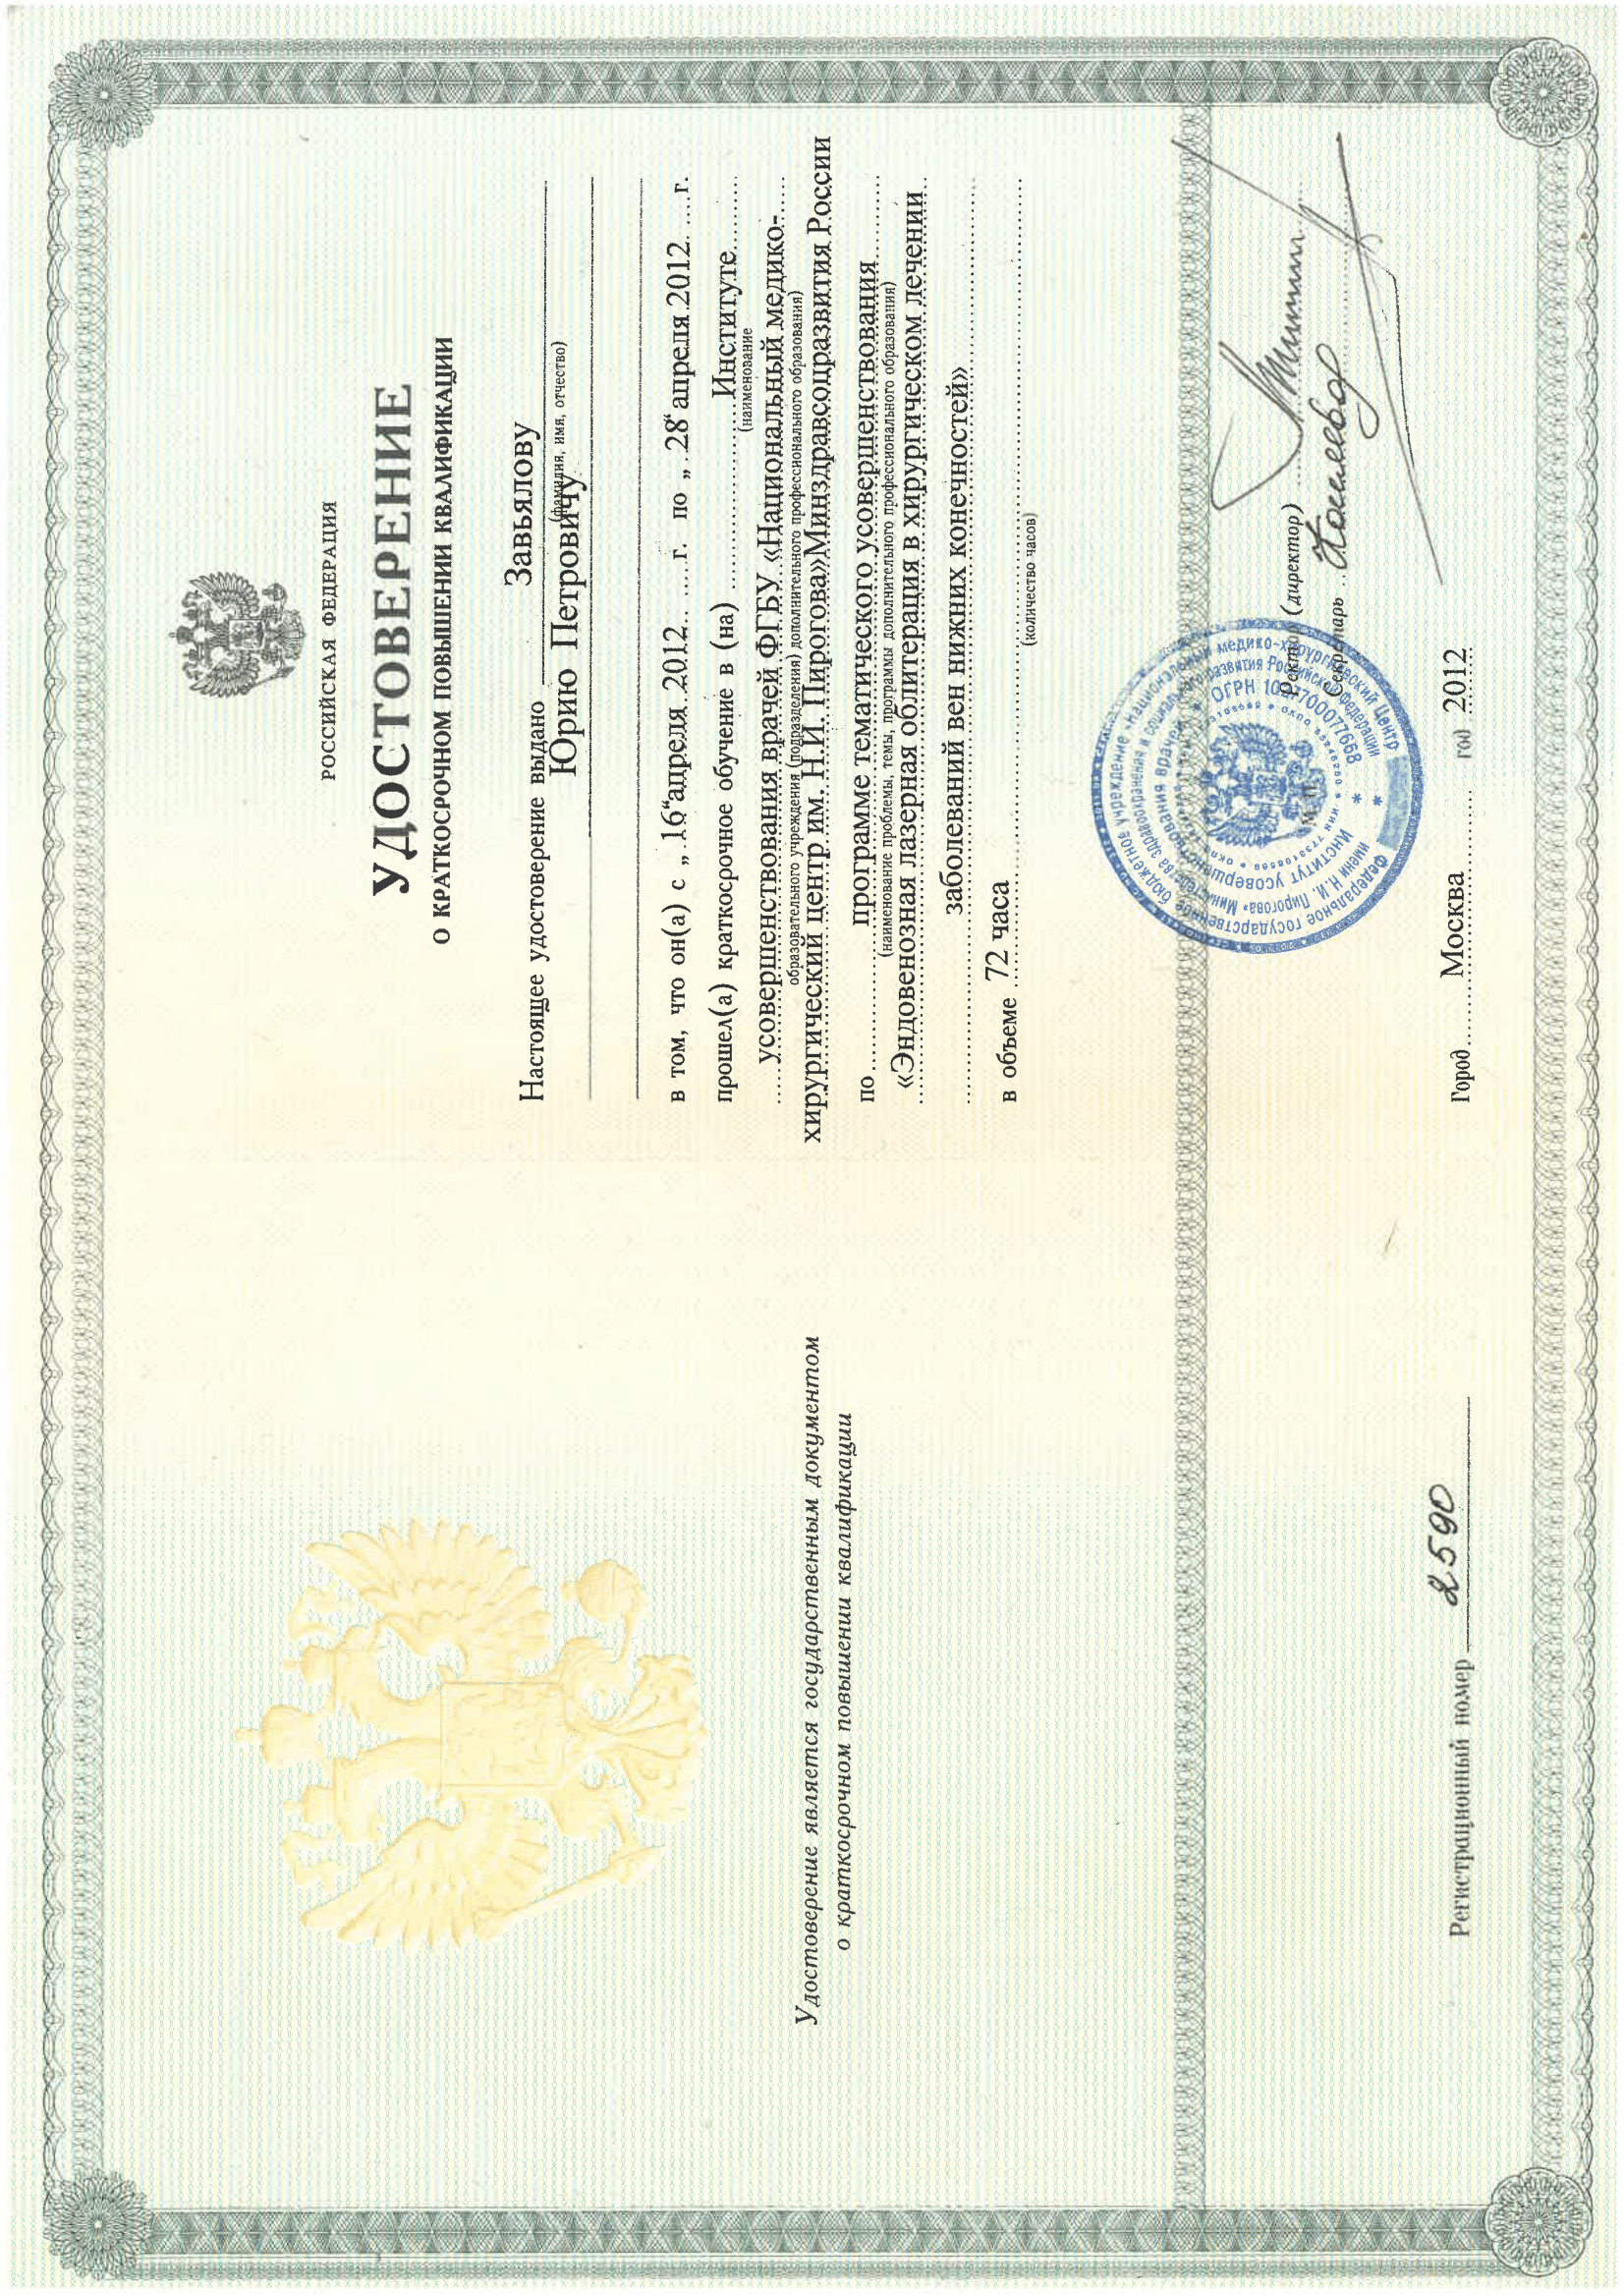 Удостоверение является государственным документом
о краткосрочном повышении квалификации
Регистрационный номер 2590
РОССИЙСКАЯ ФЕДЕРАЦИЯ
УДОСТОВЕРЕНИЕ
О КРАТКОСРОЧНОМ ПОВЫШЕНИИ КВАЛИФИКАЦИИ
Настоящее удостоверение выдано Завьялову
(фамилия, имя, отчество)
Юрию Петровичу
в том, что он(а) с „ 16“ апреля 2012 г. по „ 28“ апреля 2012 г.
прошел(а) краткосрочное обучение в (на) Институте
(наименование
усовершенствования врачей ФГБУ «Национальный медико-
образовательного учреждения (подразделения) дополнительного профессионального образования)
хирургический центр им. Н.И. Пирогова»Минздравсоцразвития России
по программе тематического усовершенствования
(наименование проблемы, темы, программы дополнительного профессионального образования)
«Эндовенозная лазерная облитерация в хирургическом лечении
заболеваний вен нижних конечностей»
в объеме 72 часа
(количество часов)
Федеральное государственное бюджетное учреждение «Национальный медико-хирургический Центр
имени Н.И. Пирогова» Министерства здравоохранения и социального развития Российской Федерации
Институт усовершенствования врачей
ОГРН 1037700077658
М.П.
Ректор (директор)
Секретарь
Город Москва год 2012